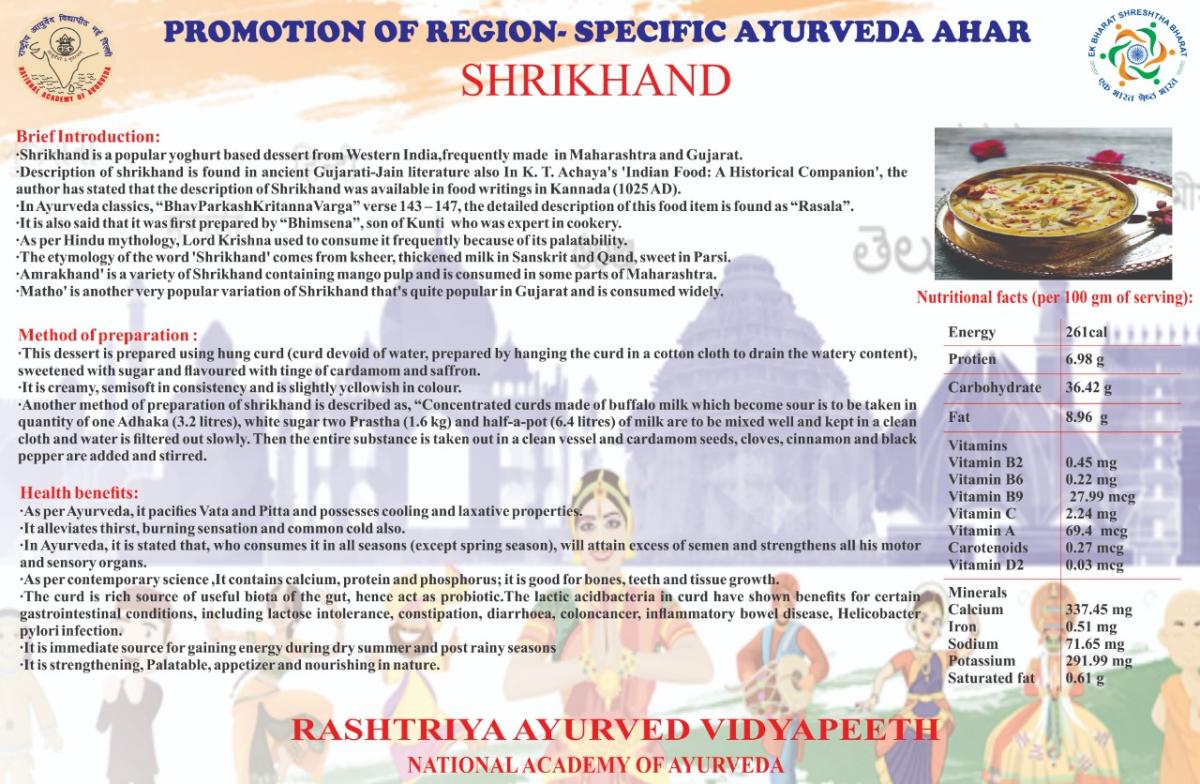 PROMOTION OF REGION- SPECIFIC AYURVEDA AHAR
SHRIKHAND
राष्ट्रीय आयुर्वेद विद्यापीठ नई दिल्ली
NATIONAL ACADEMY OF AYURVEDA
EK BHARAT SHRESHTHA BHARAT
एक भारत श्रेष्ठ भारत
Brief Introduction:
·Shrikhand is a popular yoghurt based dessert from Western India,frequently made in Maharashtra and Gujarat.
·Description of shrikhand is found in ancient Gujarati-Jain literature also In K. T. Achaya's 'Indian Food: A Historical Companion', the
author has stated that the description of Shrikhand was available in food writings in Kannada (1025 AD).
·In Ayurveda classics, “BhavParkashKritannaVarga” verse 143 – 147, the detailed description of this food item is found as “Rasala”.
·It is also said that it was first prepared by “Bhimsena”, son of Kunti who was expert in cookery.
·As per Hindu mythology, Lord Krishna used to consume it frequently because of its palatability.
·The etymology of the word 'Shrikhand' comes from ksheer, thickened milk in Sanskrit and Qand, sweet in Parsi.
·Amrakhand' is a variety of Shrikhand containing mango pulp and is consumed in some parts of Maharashtra.
·Matho' is another very popular variation of Shrikhand that's quite popular in Gujarat and is consumed widely.
తెలు
Method of preparation :
·This dessert is prepared using hung curd (curd devoid of water, prepared by hanging the curd in a cotton cloth to drain the watery content),
sweetened with sugar and flavoured with tinge of cardamom and saffron.
·It is creamy, semisoft in consistency and is slightly yellowish in colour.
·Another method of preparation of shrikhand is described as, “Concentrated curds made of buffalo milk which become sour is to be taken in
quantity of one Adhaka (3.2 litres), white sugar two Prastha (1.6 kg) and half-a-pot (6.4 litres) of milk are to be mixed well and kept in a clean
cloth and water is filtered out slowly. Then the entire substance is taken out in a clean vessel and cardamom seeds, cloves, cinnamon and black
pepper are added and stirred.
Health benefits:
·As per Ayurveda, it pacifies Vata and Pitta and possesses cooling and laxative properties.
·It alleviates thirst, burning sensation and common cold also.
·In Ayurveda, it is stated that, who consumes it in all seasons (except spring season), will attain excess of semen and strengthens all his motor
and sensory organs.
·As per contemporary science ,It contains calcium, protein and phosphorus; it is good for bones, teeth and tissue growth.
·The curd is rich source of useful biota of the gut, hence act as probiotic.The lactic acidbacteria in curd have shown benefits for certain
gastrointestinal conditions, including lactose intolerance, constipation, diarrhoea, coloncancer, inflammatory bowel disease, Helicobacter
pylori infection.
·It is immediate source for gaining energy during dry summer and post rainy seasons
·It is strengthening, Palatable, appetizer and nourishing in nature.
Nutritional facts (per 100 gm of serving):
Energy 261cal
Protien 6.98 g
Carbohydrate 36.42 g
Fat 8.96 g
Vitamins
Vitamin B2 0.45 mg
Vitamin B6 0.22 mg
Vitamin B9 27.99 mcg
Vitamin C 2.24 mg
Vitamin A 69.4 mcg
Carotenoids 0.27 mcg
Vitamin D2 0.03 mcg
Minerals
Calcium 337.45 mg
Iron 0.51 mg
Sodium 71.65 mg
Potassium 291.99 mg
Saturated fat 0.61 g
RASHTRIYA AYURVED VIDYAPEETH
NATIONAL ACADEMY OF AYURVEDA